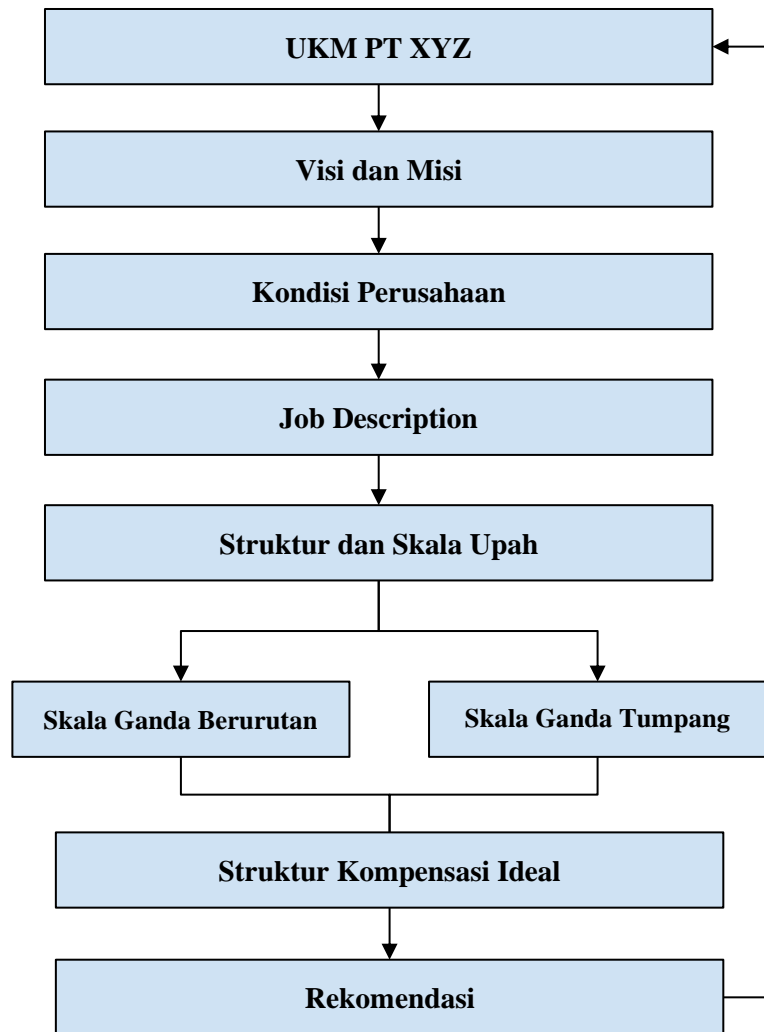 UKM PT XYZ
Visi dan Misi
Kondisi Perusahaan
Job Description
Struktur dan Skala Upah
Skala Ganda Berurutan
Skala Ganda Tumpang
Struktur Kompensasi Ideal
Rekomendasi